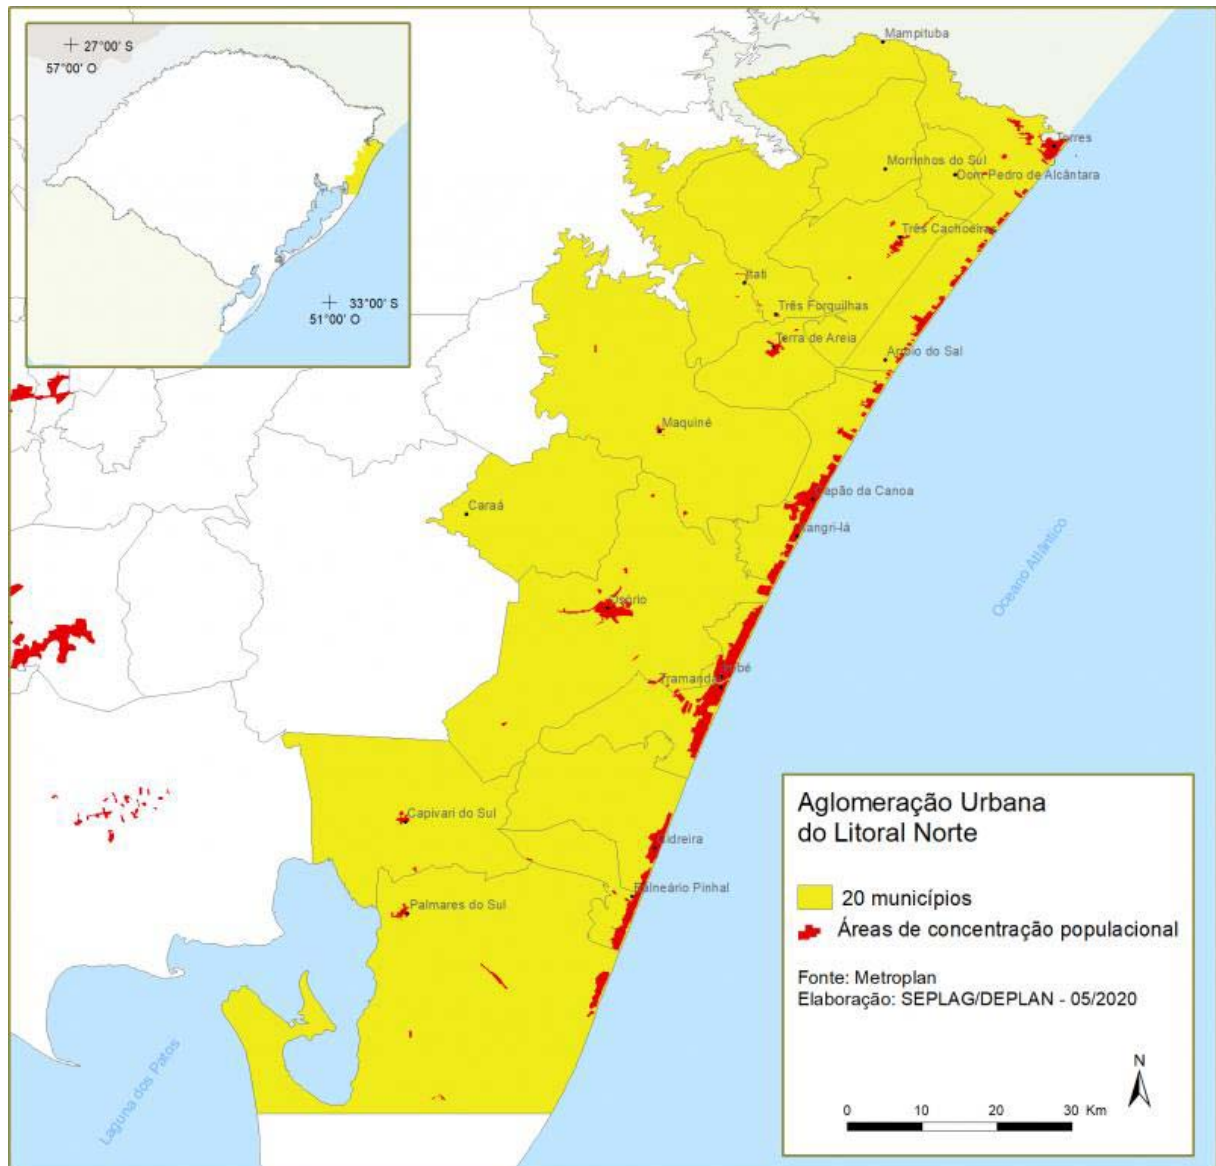 27°00' S
57°00' O
33°00' S
51°00' O
Mampituba
Torres
Morrinhos do Sul
Dom Pedro de Alcântara
Três Cachoeiras
Itati
Três Forquilhas
Terra de Areia
Arroio do Sal
Maquiné
Capão da Canoa
Caraá
Xangri-lá
Osório
Imbé
Tramandaí
Capivari do Sul
Cidreira
Balneário Pinhal
Palmares do Sul
Oceano Atlântico
Laguna dos Patos
Aglomeração Urbana
do Litoral Norte
20 municípios
Áreas de concentração populacional
Fonte: Metroplan
Elaboração: SEPLAG/DEPLAN - 05/2020
N
0 10 20 30 Km